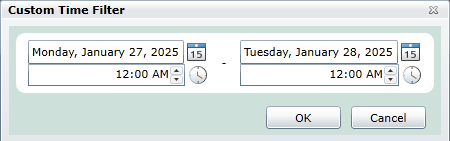 Custom Time Filter
Monday, January 27, 2025 15 - Tuesday, January 28, 2025 15
12:00 AM 12:00 AM
OK Cancel